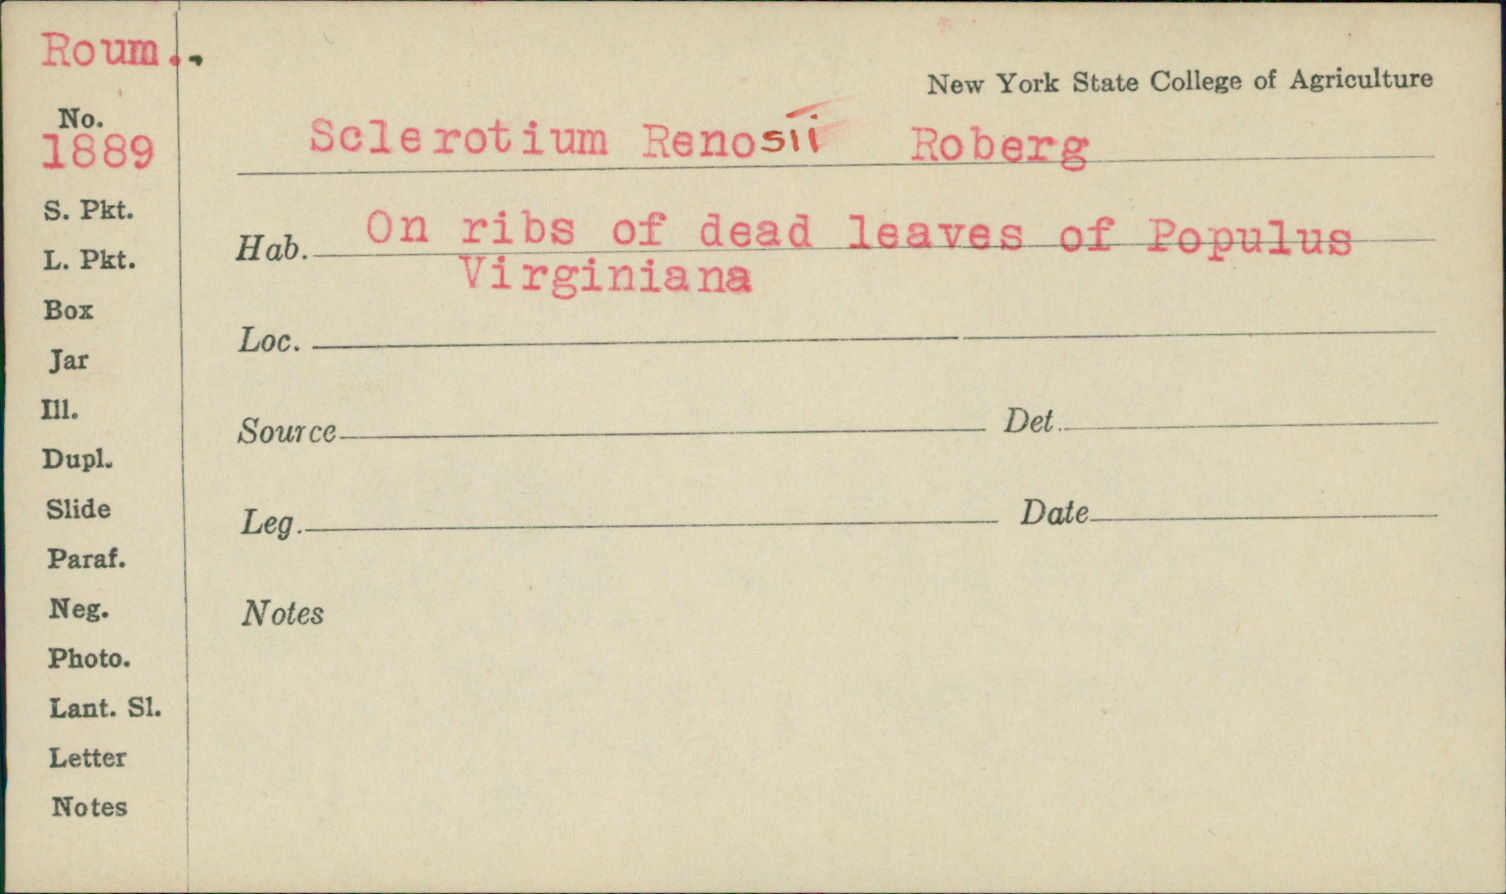 Roum..
New York State College of Agriculture
No.
1889
Sclerotium Renosii Roberg
S. Pkt.
Hab. On ribs of dead leaves of Populus
Virginiana
L. Pkt.
Box
Loc.
Jar
Ill.
Source Det.
Dupl.
Slide
Leg. Date
Paraf.
Neg.
Notes
Photo.
Lant. Sl.
Letter
Notes